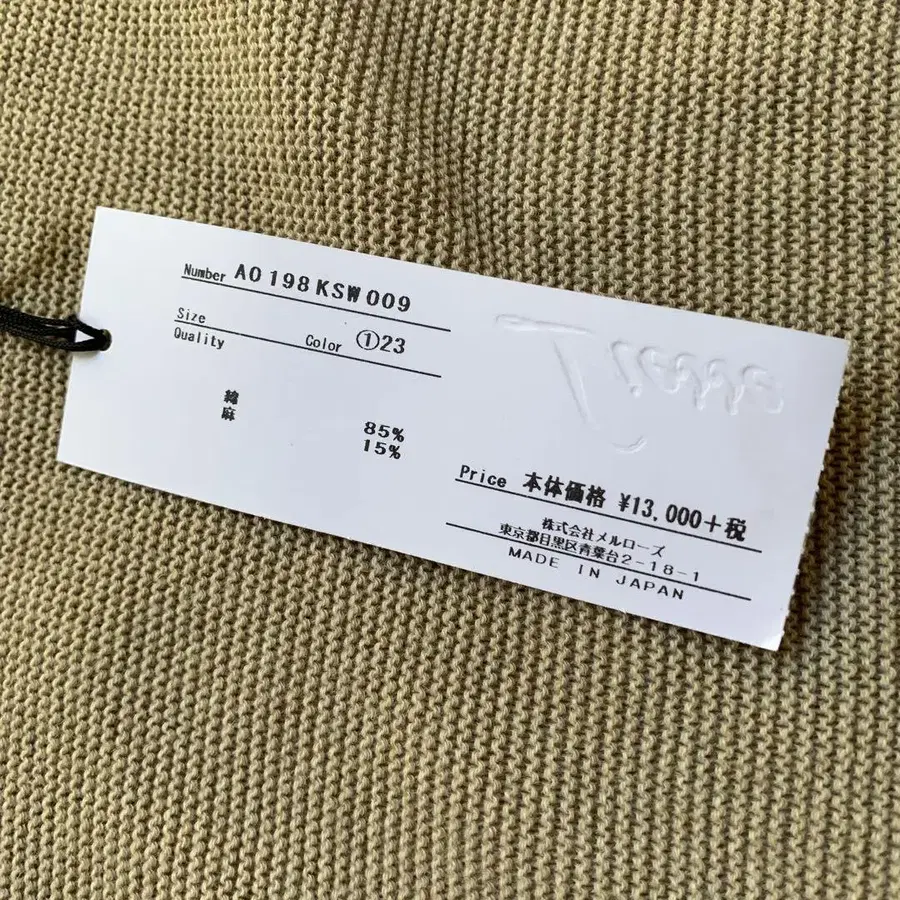 Number AO 198 KSW 009
Size
Quality Color ①23
綿 85%
麻 15%
Tiedde
Price 本体価格 ¥13,000+税
株式会社メルローズ
東京都目黒区青葉台2-18-1
MADE IN JAPAN